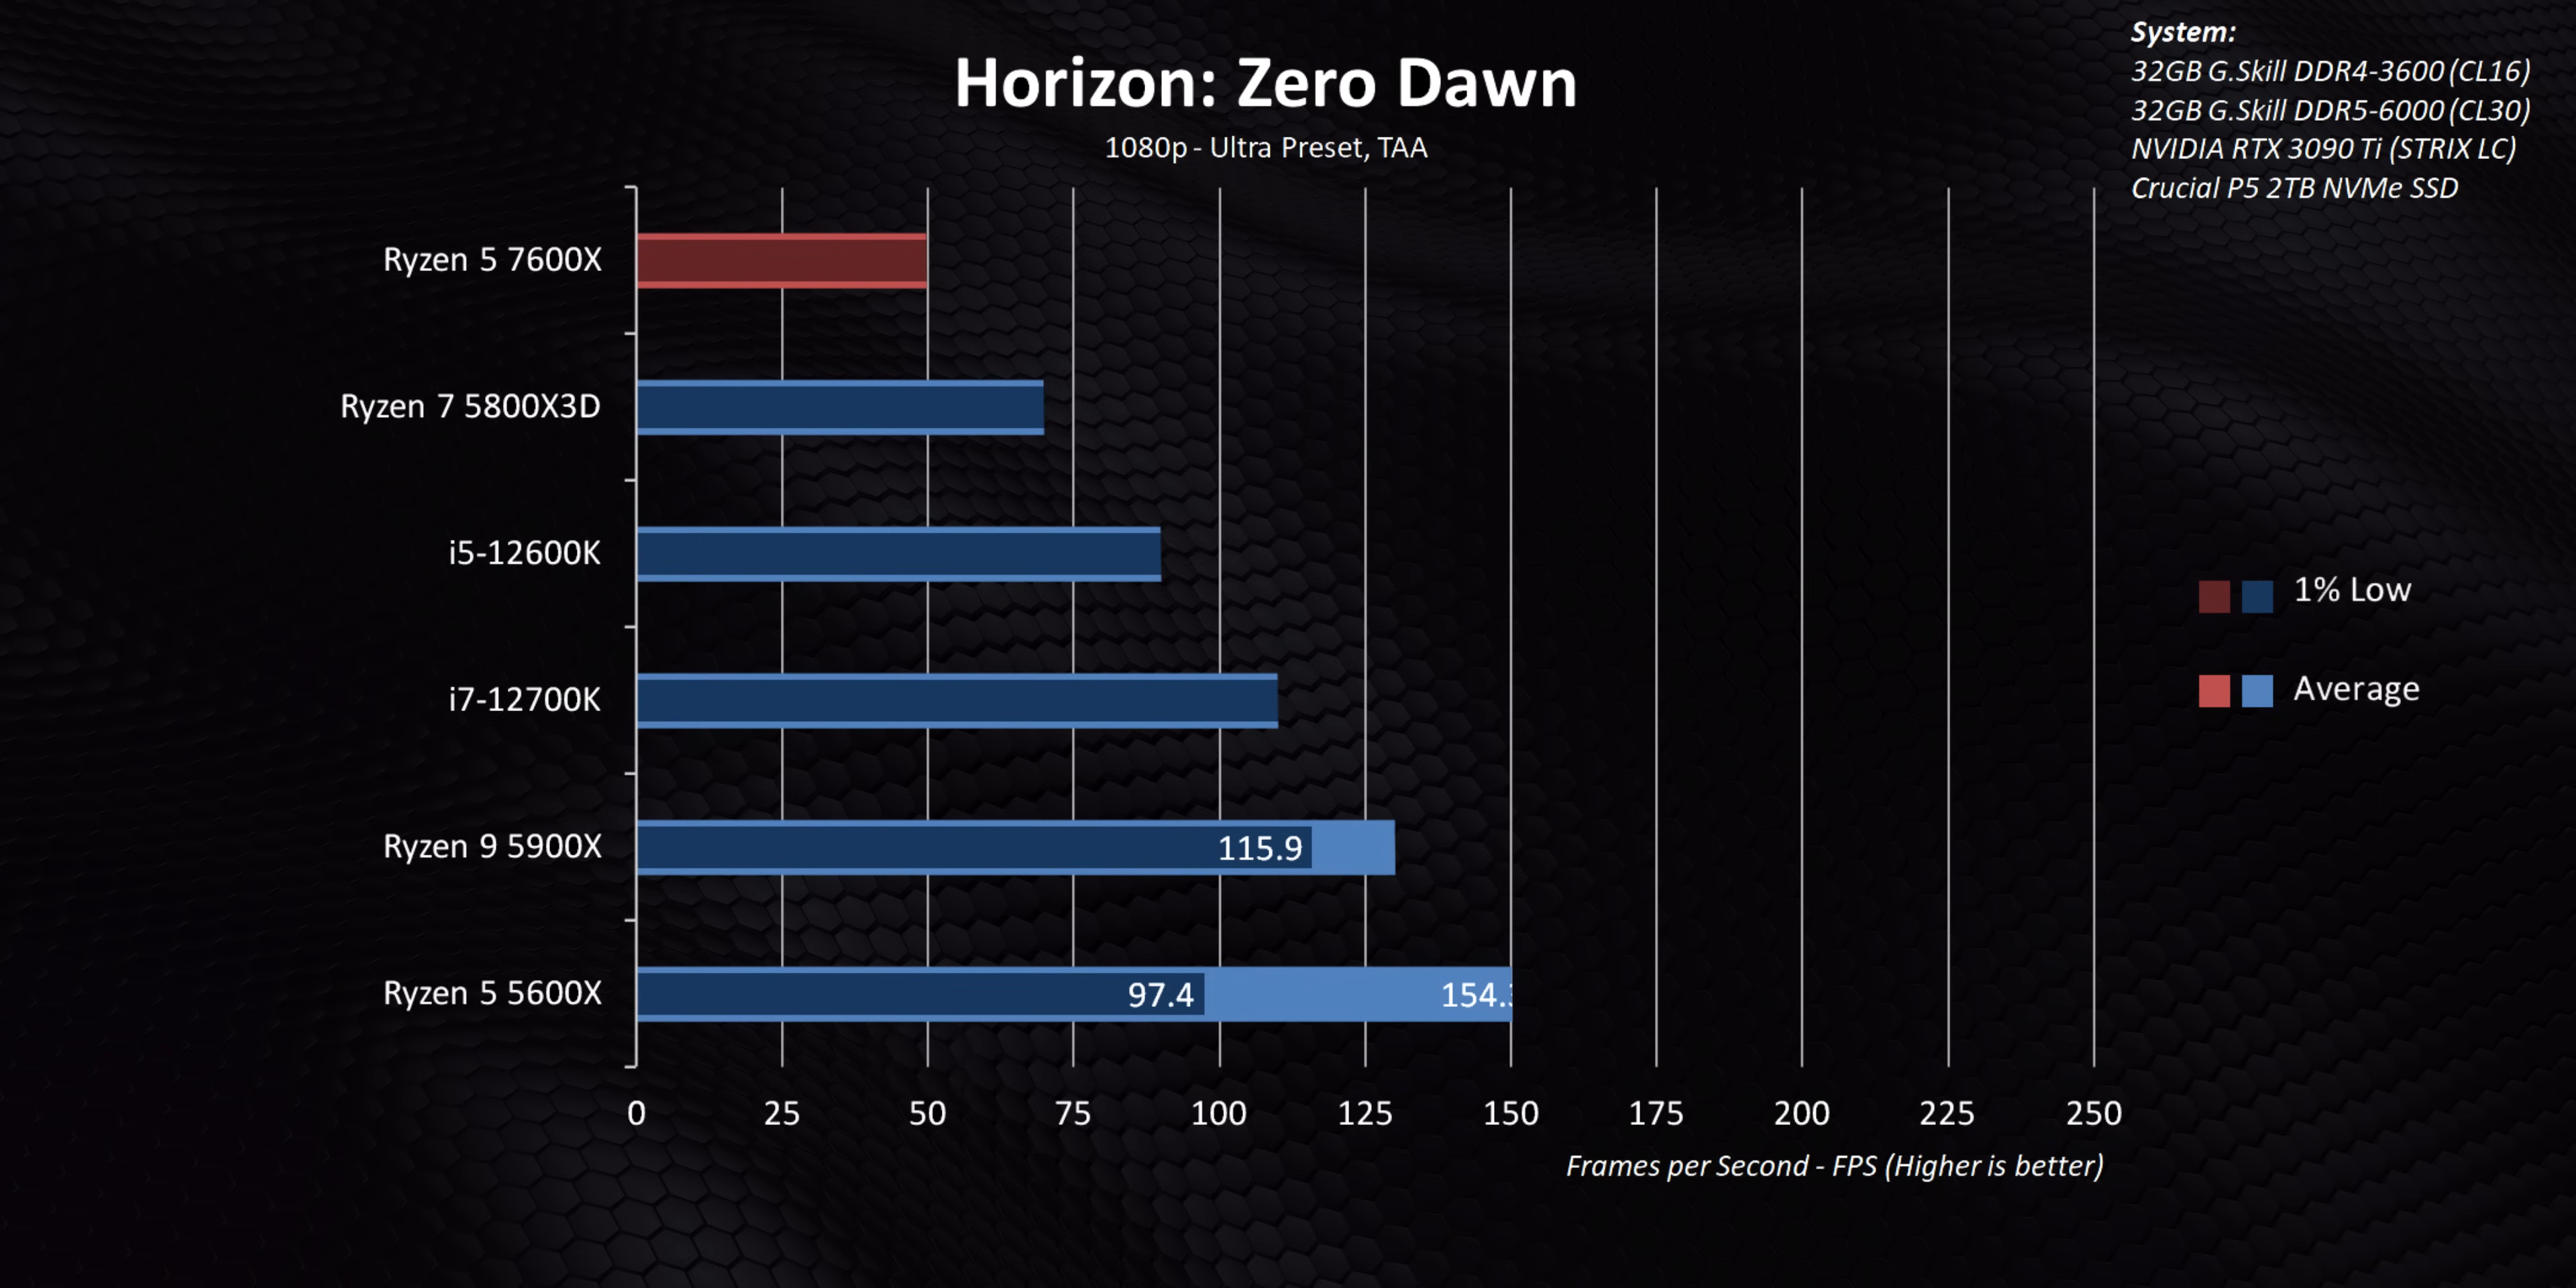 System:
32GB G.Skill DDR4-3600 (CL16)
32GB G.Skill DDR5-6000 (CL30)
NVIDIA RTX 3090 Ti (STRIX LC)
Crucial P5 2TB NVMe SSD
Horizon: Zero Dawn
1080p - Ultra Preset, TAA
Ryzen 5 7600X
Ryzen 7 5800X3D
i5-12600K
i7-12700K
Ryzen 9 5900X
115.9
Ryzen 5 5600X
97.4
1% Low
Average
0 25 50 75 100 125 150 175 200 225 250
Frames per Second - FPS (Higher is better)